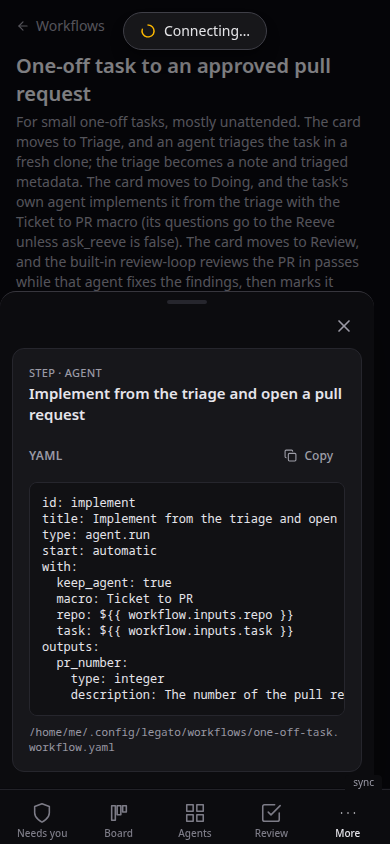 Workflows
Connecting...
One-off task to an approved pull
request
For small one-off tasks, mostly unattended. The card
moves to Triage, and an agent triages the task in a
fresh clone; the triage becomes a note and triaged
metadata. The card moves to Doing, and the task's
own agent implements it from the triage with the
Ticket to PR macro (its questions go to the Reeve
unless ask_reeve is false). The card moves to Review,
and the built-in review-loop reviews the PR in passes
while that agent fixes the findings, then marks it
STEP · AGENT
Implement from the triage and open a pull
request
YAML
Copy
id: implement
title: Implement from the triage and open
type: agent.run
start: automatic
with:
  keep_agent: true
  macro: Ticket to PR
  repo: ${{ workflow.inputs.repo }}
  task: ${{ workflow.inputs.task }}
outputs:
  pr_number:
    type: integer
    description: The number of the pull re
/home/me/.config/legato/workflows/one-off-task.
workflow.yaml
sync
Needs you
Board
Agents
Review
More